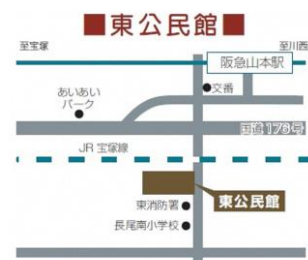 ■東公民館■
至宝塚
至川西
阪急山本駅
●交番
あいあい
パーク
国道176号
JR 宝塚線
東公民館
東消防署●
長尾南小学校●